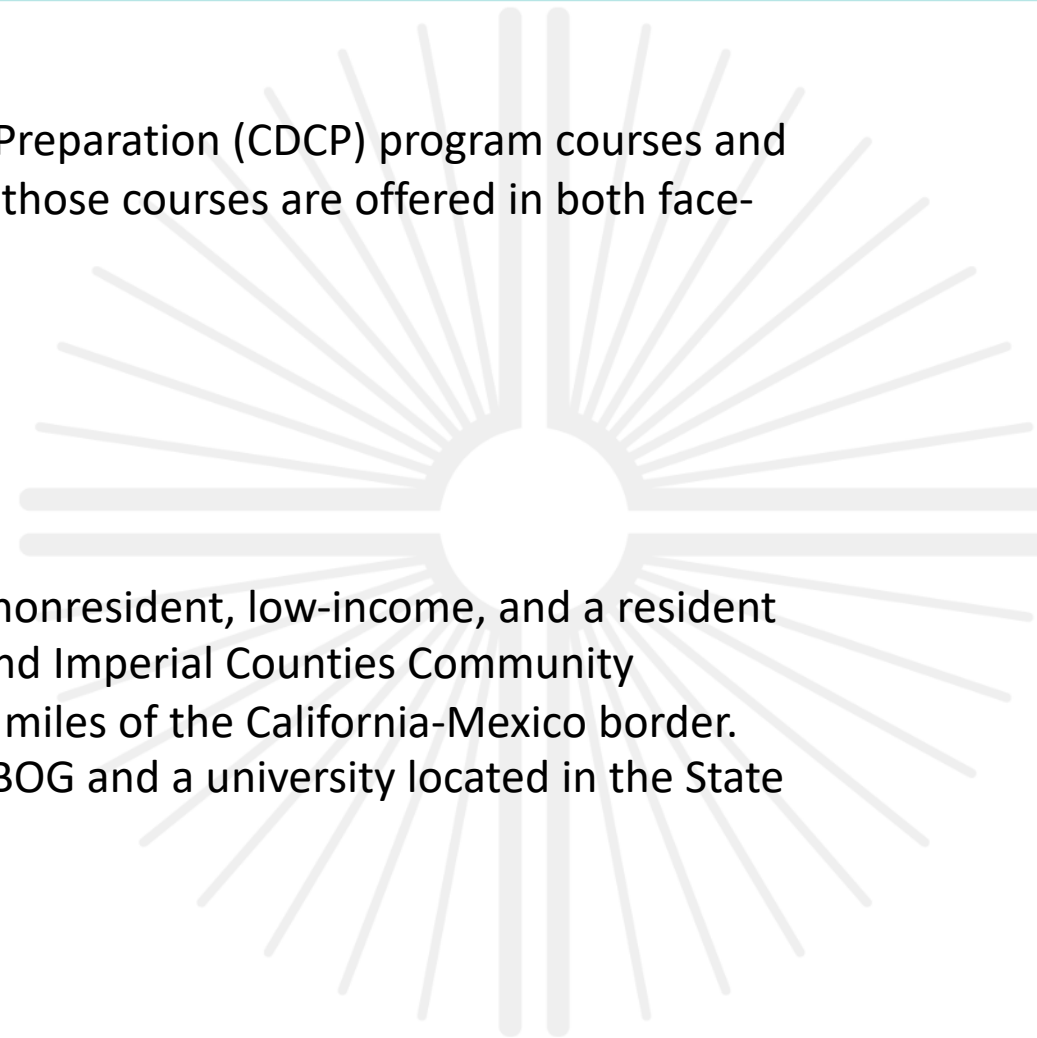 Preparation (CDCP) program courses and
those courses are offered in both face-
nonresident, low-income, and a resident
nd Imperial Counties Community
miles of the California-Mexico border.
BOG and a university located in the State